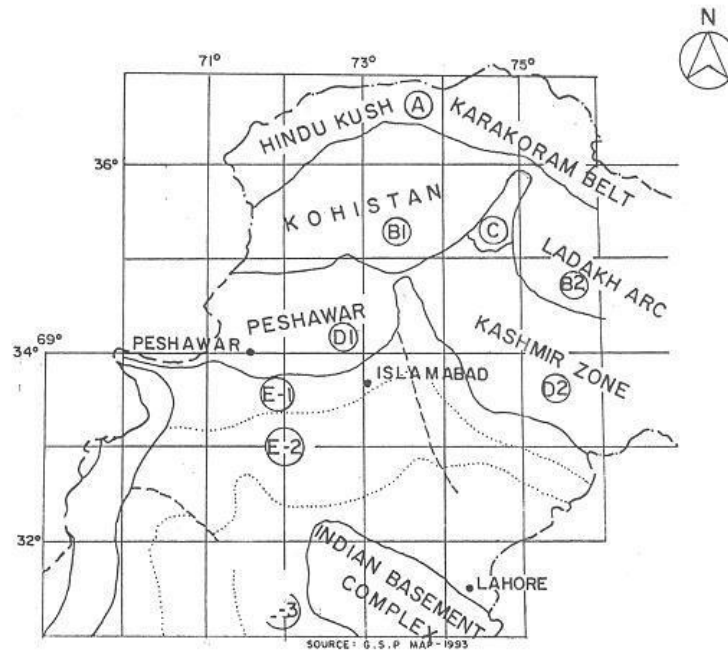 N
71° 73° 75°
HINDU KUSH A KARAKORAM BELT
36°
KOHISTAN
B1
C
LADAKH ARC
B2
PESHAWAR
D1
PESHAWAR
KASHMIR ZONE
D2
69°
34°
ISLAMABAD
E-1
E-2
32°
INDIAN BASEMENT
COMPLEX
LAHORE
-3
SOURCE: G.S.P MAP-1993